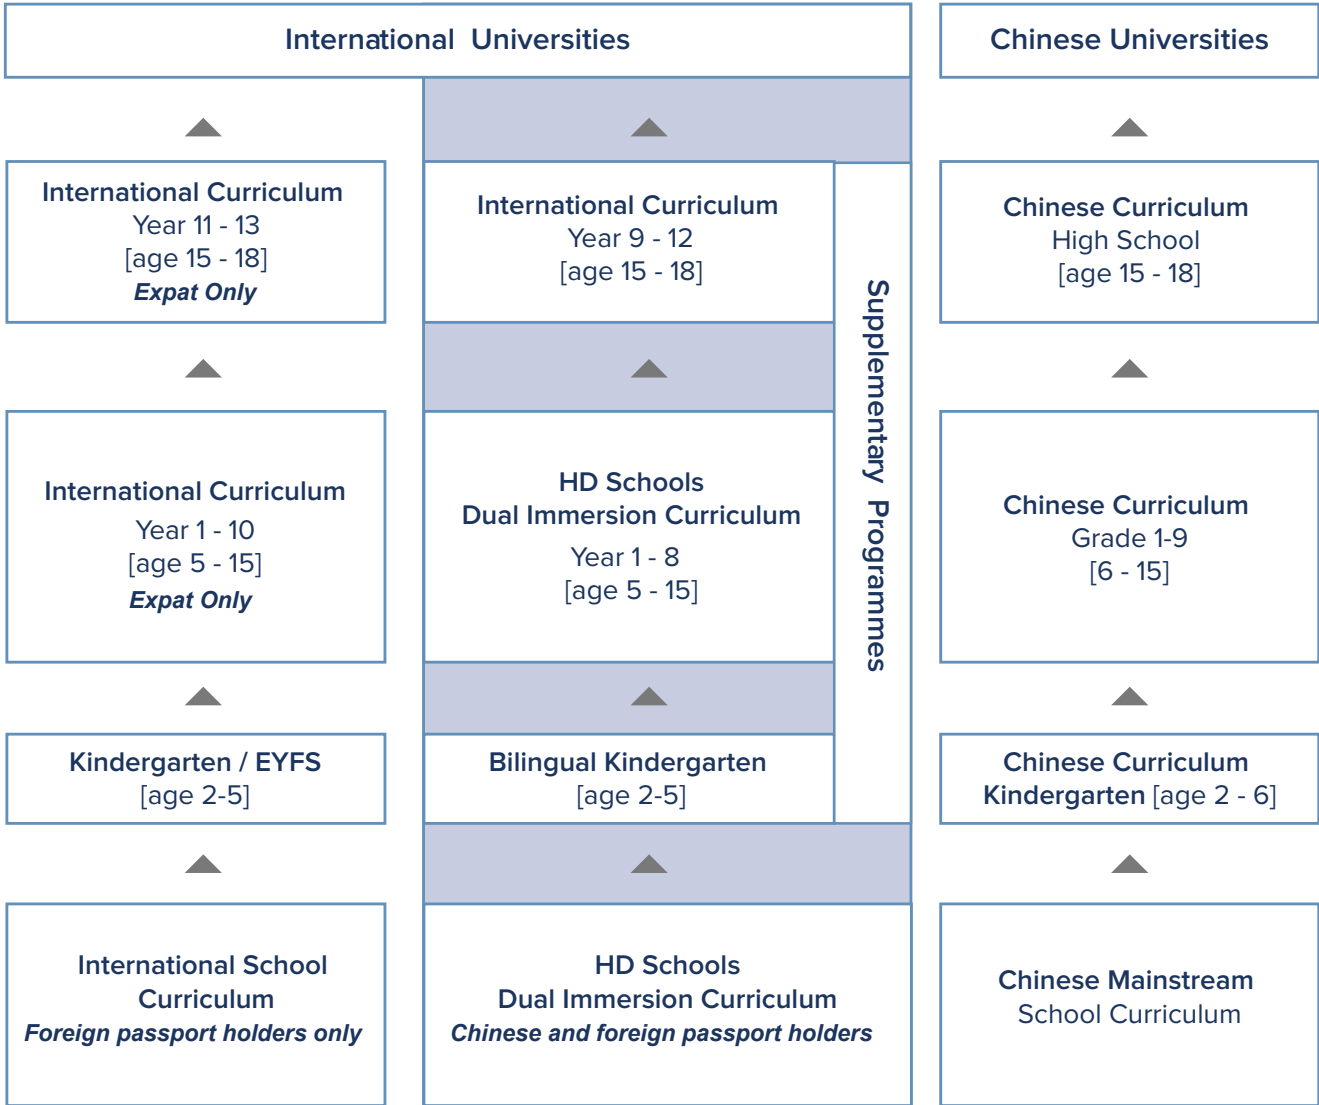 International Universities
Chinese Universities
International Curriculum
Year 11 - 13
[age 15 - 18]
Expat Only
International Curriculum
Year 9 - 12
[age 15 - 18]
Supplementary Programmes
Chinese Curriculum
High School
[age 15 - 18]
International Curriculum
Year 1 - 10
[age 5 - 15]
Expat Only
HD Schools
Dual Immersion Curriculum
Year 1 - 8
[age 5 - 15]
Chinese Curriculum
Grade 1-9
[6 - 15]
Kindergarten / EYFS
[age 2-5]
Bilingual Kindergarten
[age 2-5]
Chinese Curriculum
Kindergarten [age 2 - 6]
International School
Curriculum
Foreign passport holders only
HD Schools
Dual Immersion Curriculum
Chinese and foreign passport holders
Chinese Mainstream
School Curriculum